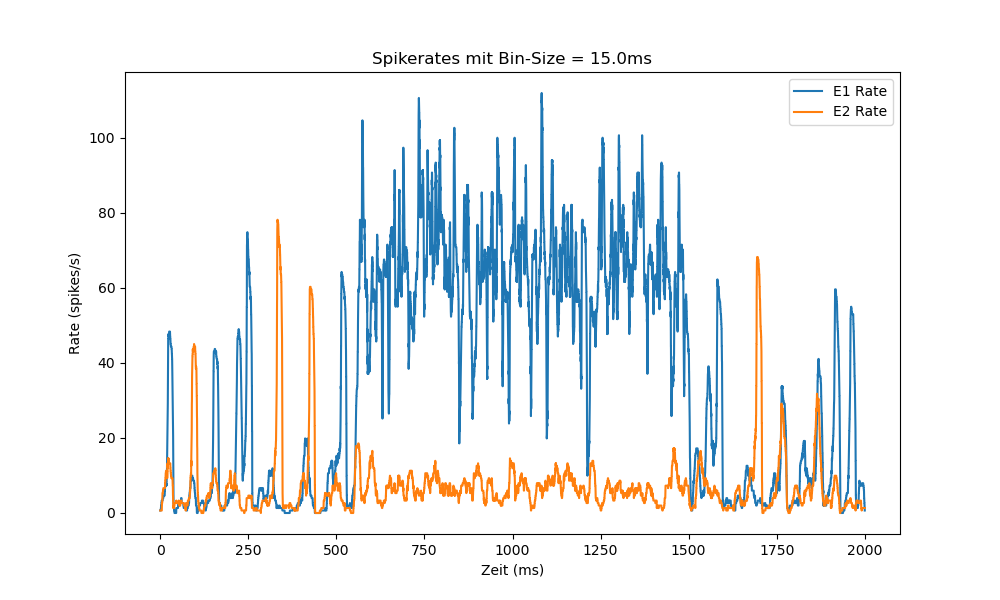 Spikerates mit Bin-Size = 15.0ms
E1 Rate
E2 Rate
100
80
60
40
20
0
Rate (spikes/s)
0 250 500 750 1000 1250 1500 1750 2000
Zeit (ms)